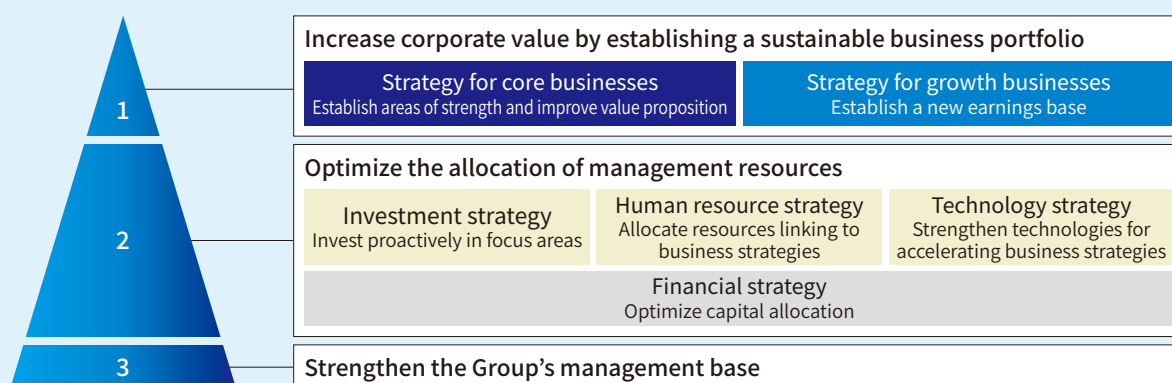 1
Increase corporate value by establishing a sustainable business portfolio
Strategy for core businesses
Establish areas of strength and improve value proposition
Strategy for growth businesses
Establish a new earnings base
2
Optimize the allocation of management resources
Investment strategy
Invest proactively in focus areas
Human resource strategy
Allocate resources linking to
business strategies
Technology strategy
Strengthen technologies for
accelerating business strategies
Financial strategy
Optimize capital allocation
3
Strengthen the Group’s management base